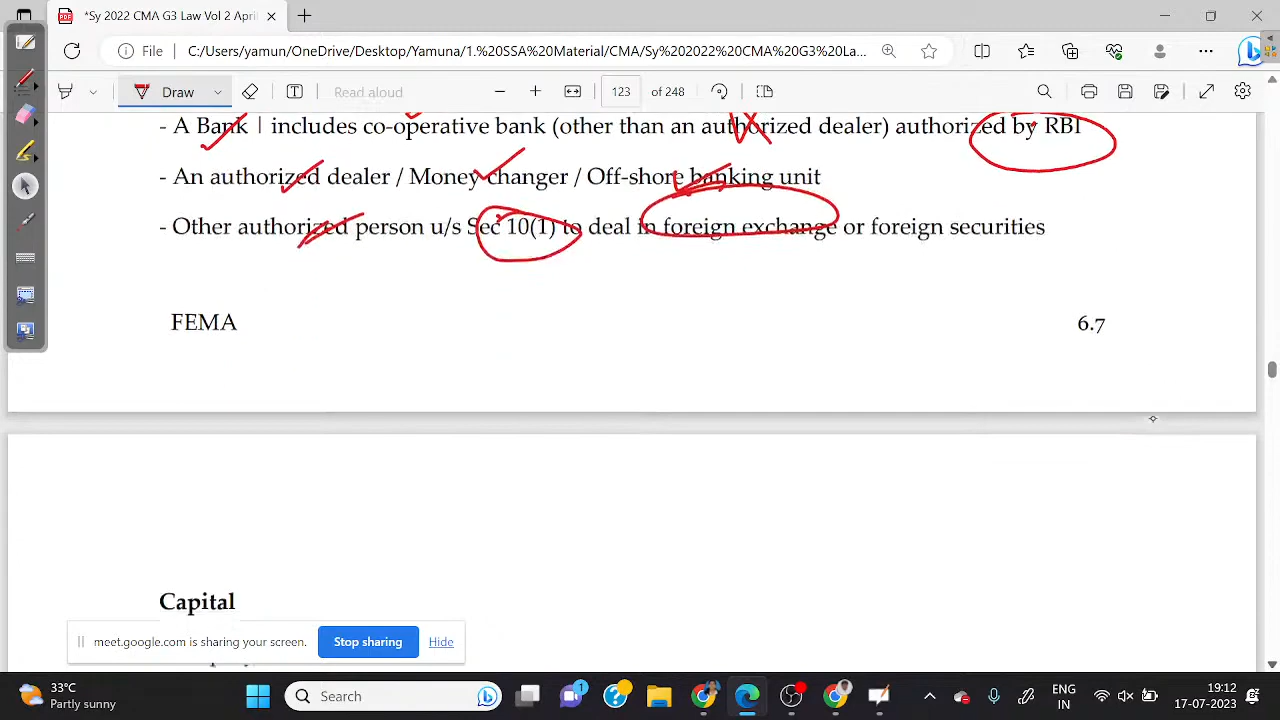 *Sy 2022 CMA G3 Law Vol 2 April
File C:/Users/yamun/OneDrive/Desktop/Yamuna/1.%20SSA%20Material/CMA/Sy%202022%20CMA%20G3%20La...
Draw Read aloud 123 of 248
- A Bank | includes co-operative bank (other than an authorized dealer) authorized by RBI
- An authorized dealer / Money changer / Off-shore banking unit
- Other authorized person u/s Sec 10(1) to deal in foreign exchange or foreign securities
FEMA 6.7
Capital
meet.google.com is sharing your screen. Stop sharing Hide
33°C
Partly sunny
Search
1
ENG
IN
19:12
17-07-2023